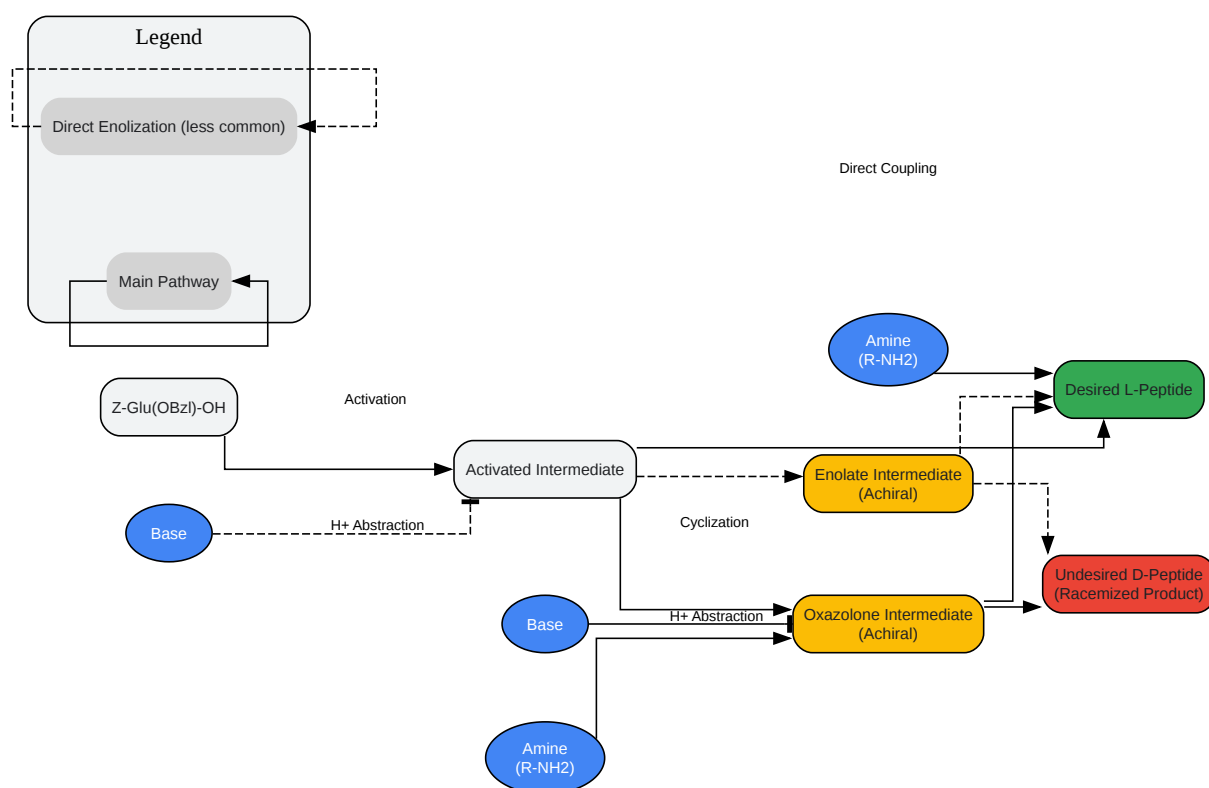 Legend
Direct Enolization (less common)
Main Pathway
Direct Coupling
Amine
(R-NH2)
Desired L-Peptide
Z-Glu(OBzl)-OH
Activation
Activated Intermediate
Enolate Intermediate
(Achiral)
Base
H+ Abstraction
Cyclization
Undesired D-Peptide
(Racemized Product)
Base
H+ Abstraction
Oxazolone Intermediate
(Achiral)
Amine
(R-NH2)